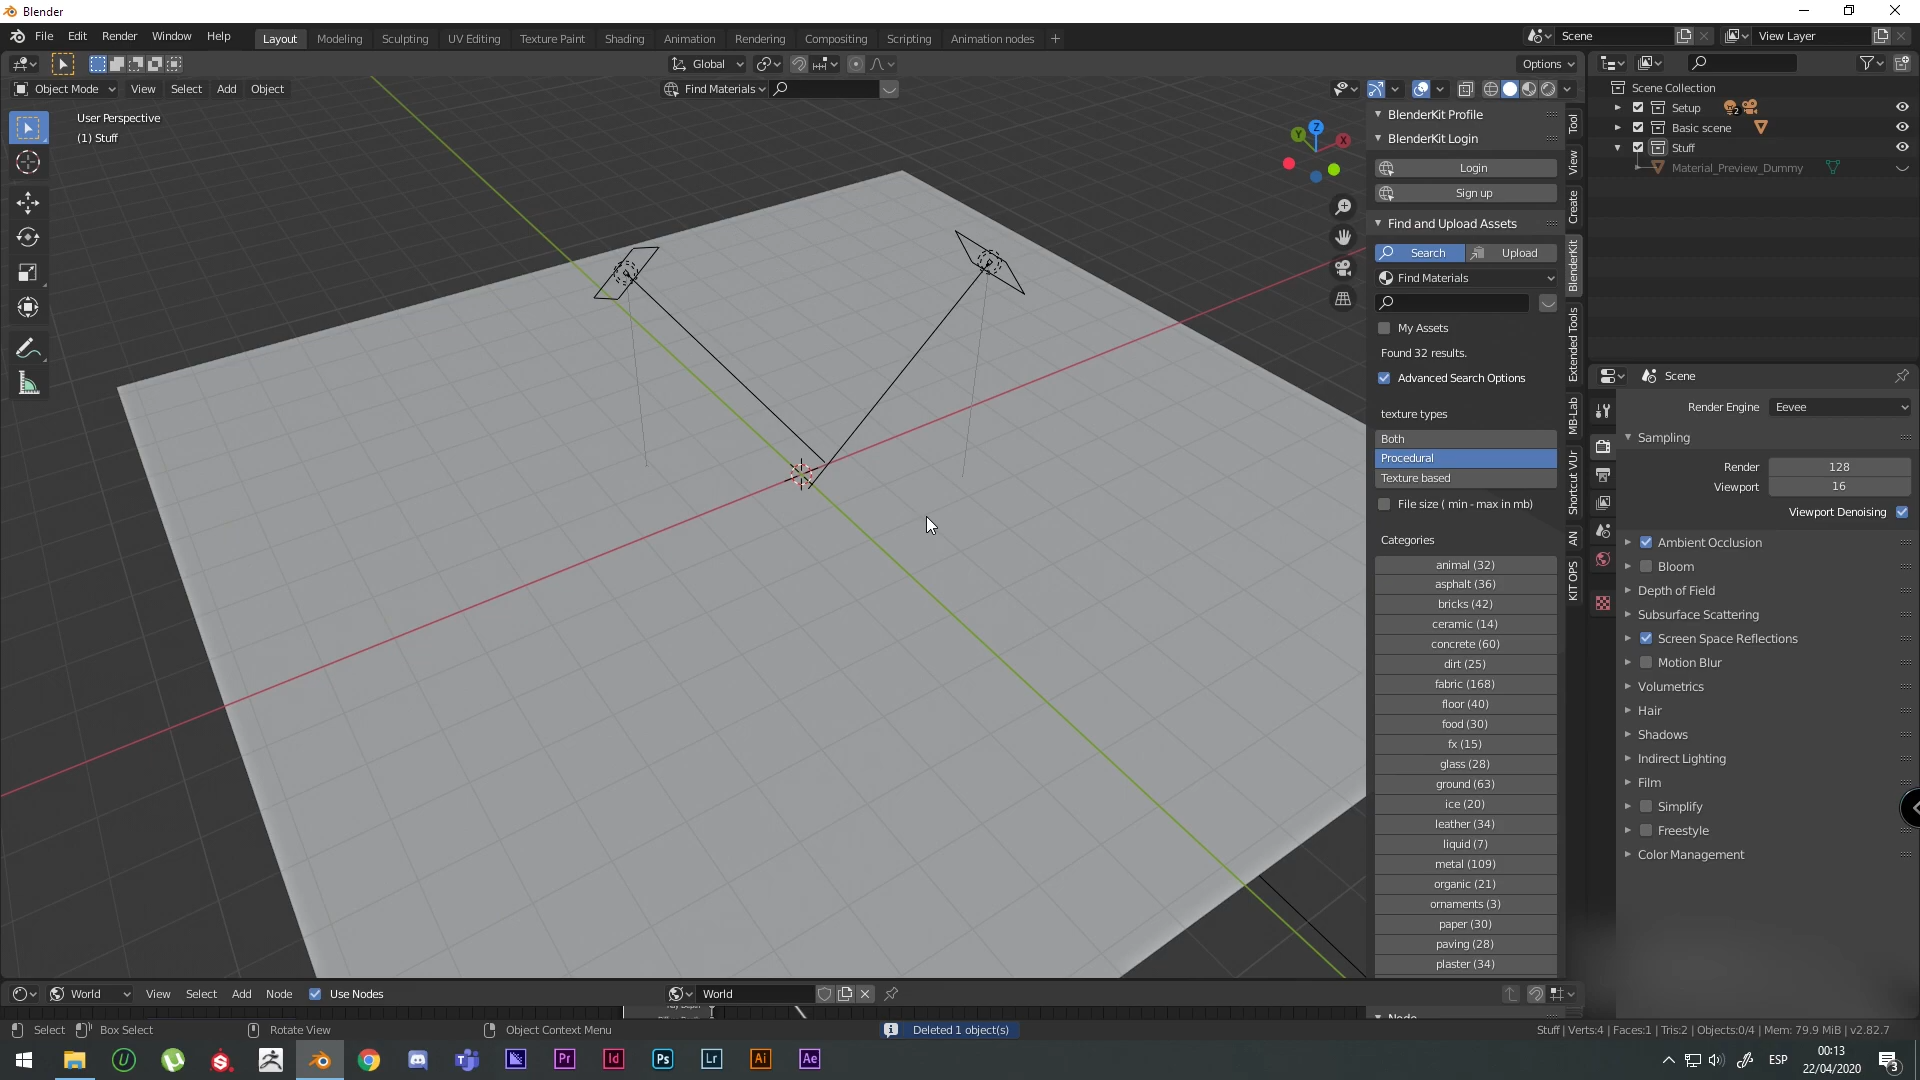 Blender
File Edit Render Window Help
Layout Modeling Sculpting UV Editing Texture Paint Shading Animation Rendering Compositing Scripting Animation nodes
Scene
View Layer
Global
Options
Object Mode View Select Add Object
Find Materials
User Perspective
(1) Stuff
Z
Y
X
BlenderKit Profile
BlenderKit Login
Login
Sign up
Find and Upload Assets
Search Upload
Find Materials
My Assets
Found 32 results.
Advanced Search Options
texture types
Both
Procedural
Texture based
File size ( min - max in mb)
Categories
animal (32)
asphalt (36)
bricks (42)
ceramic (14)
concrete (60)
dirt (25)
fabric (168)
floor (40)
food (30)
fx (15)
glass (28)
ground (63)
ice (20)
leather (34)
liquid (7)
metal (109)
organic (21)
ornaments (3)
paper (30)
paving (28)
plaster (34)
Tool
View
Create
BlenderKit
Extended Tools
MB-Lab
Shortcut VUr
AN
KIT OPS
Scene Collection
Setup 2
Basic scene
Stuff
Material_Preview_Dummy
Scene
Render Engine Eevee
Sampling
Render 128
Viewport 16
Viewport Denoising
Ambient Occlusion
Bloom
Depth of Field
Subsurface Scattering
Screen Space Reflections
Motion Blur
Volumetrics
Hair
Shadows
Indirect Lighting
Film
Simplify
Freestyle
Color Management
World View Select Add Node Use Nodes
World
Node
Select Box Select Rotate View Object Context Menu
Deleted 1 object(s)
Stuff | Verts:4 | Faces:1 | Tris:2 | Objects:0/4 | Mem: 79.9 MiB | v2.82.7
Pr Id Ps Lr Ai Ae
ESP
00:13
22/04/2020
3